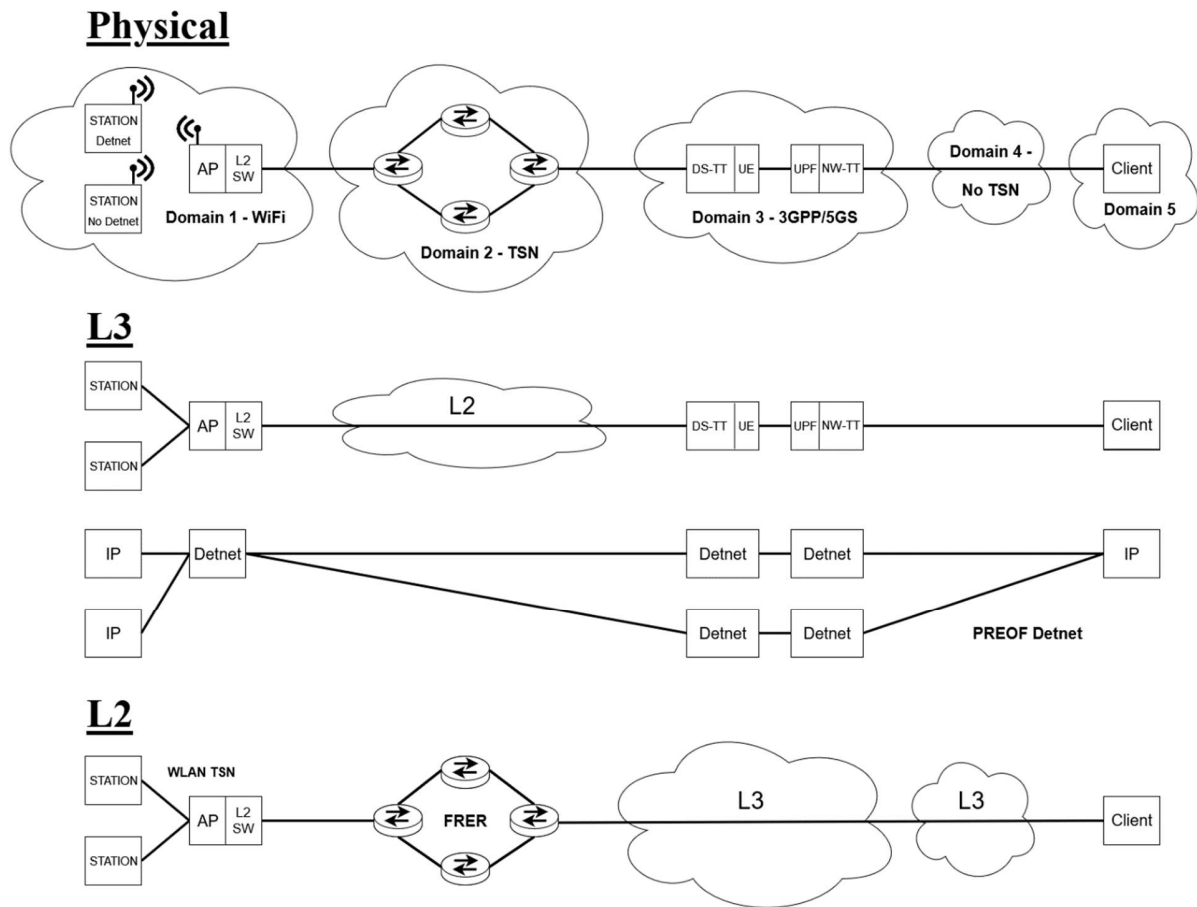 Physical
STATION
Detnet
STATION
No Detnet
AP
L2
SW
Domain 1 - WiFi
Domain 2 - TSN
DS-TT
UE
UPF
NW-TT
Domain 3 - 3GPP/5GS
Domain 4 -
No TSN
Client
Domain 5
L3
STATION
STATION
AP
L2
SW
L2
DS-TT
UE
UPF
NW-TT
Client
IP
Detnet
Detnet
Detnet
IP
IP
Detnet
Detnet
PREOF Detnet
L2
STATION
WLAN TSN
STATION
AP
L2
SW
FRER
L3
L3
Client